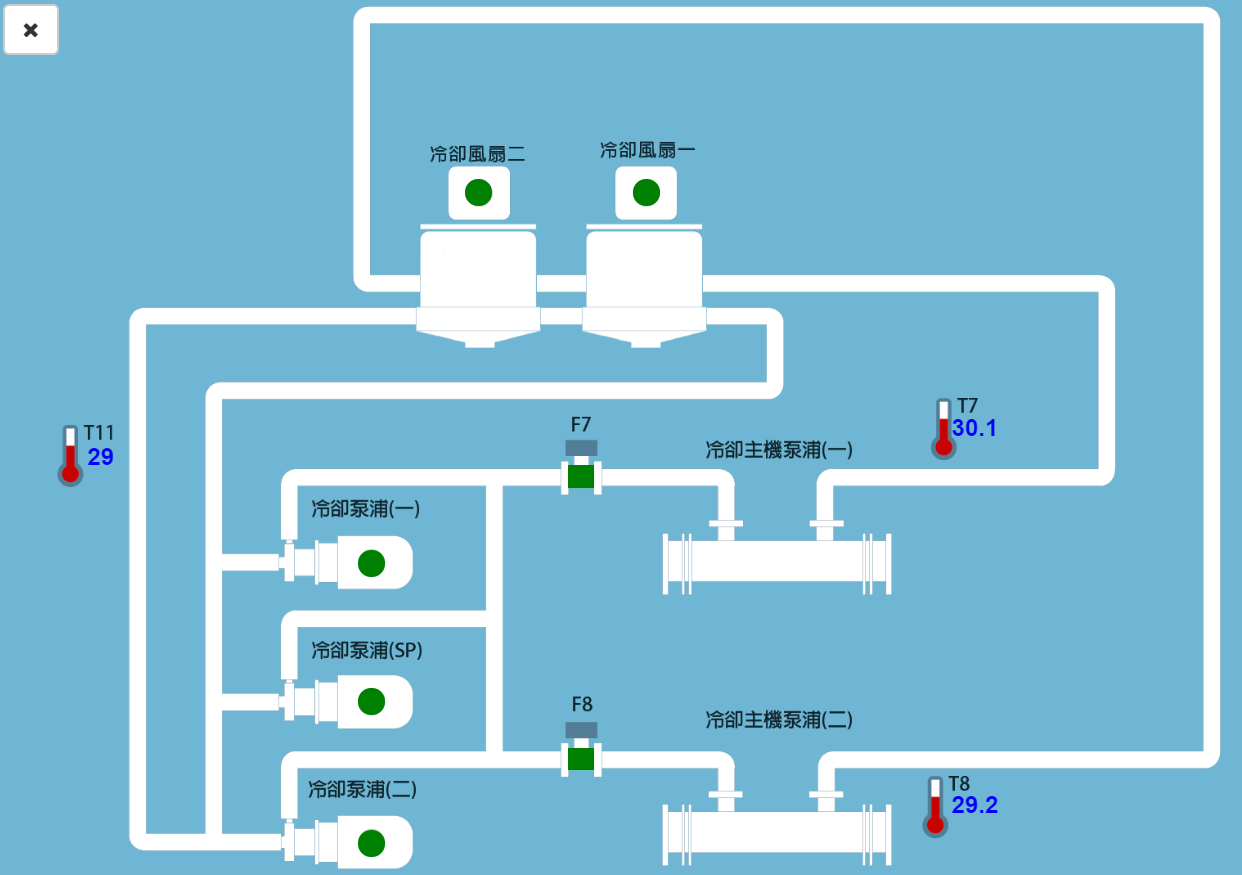 冷卻風扇二
冷卻風扇一
T11
29
T7
30.1
F7
冷卻主機泵浦(一)
冷卻泵浦(一)
冷卻泵浦(SP)
F8
冷卻主機泵浦(二)
冷卻泵浦(二)
T8
29.2